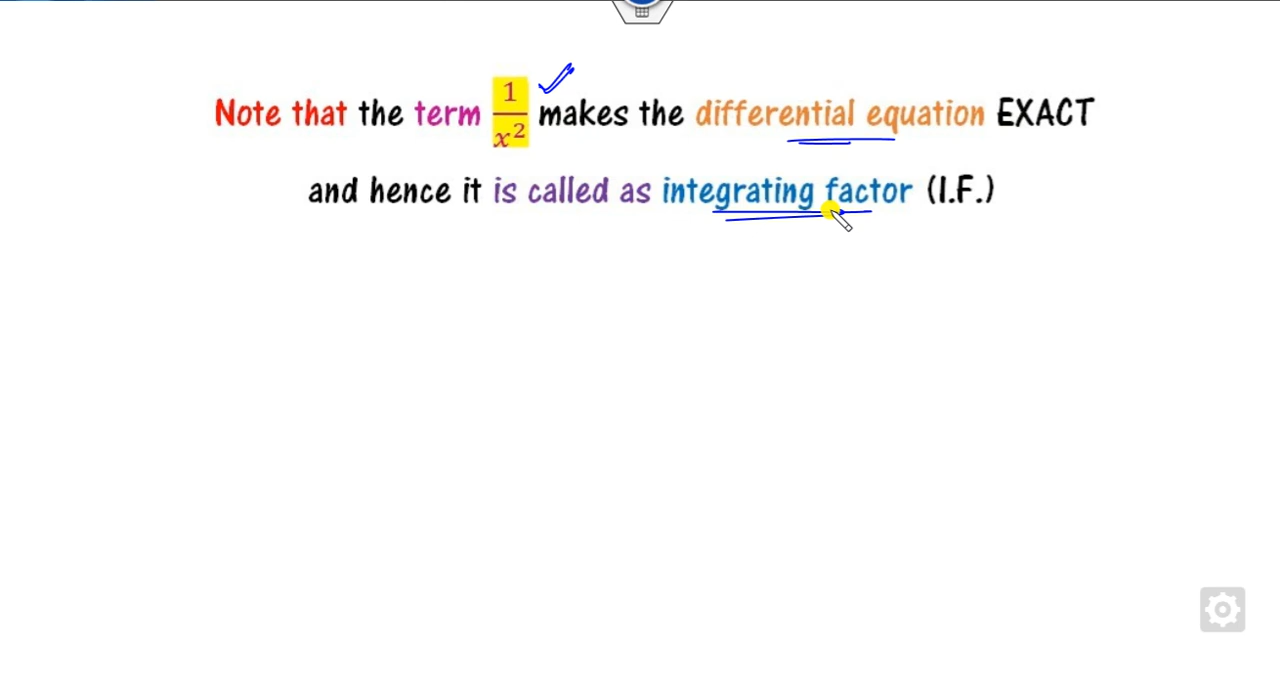 Note that the term 1/x² makes the differential equation EXACT
and hence it is called as integrating factor (I.F.)